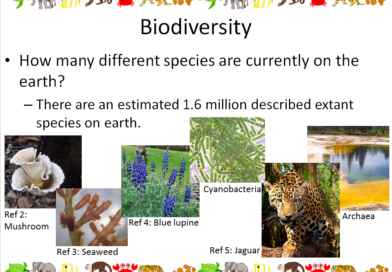 Biodiversity
• How many different species are currently on the
earth?
– There are an estimated 1.6 million described extant
species on earth.
Cyanobacteria
Ref 2:
Mushroom
Ref 3: Seaweed
Ref 4: Blue lupine
Ref 5: Jaguar
Archaea